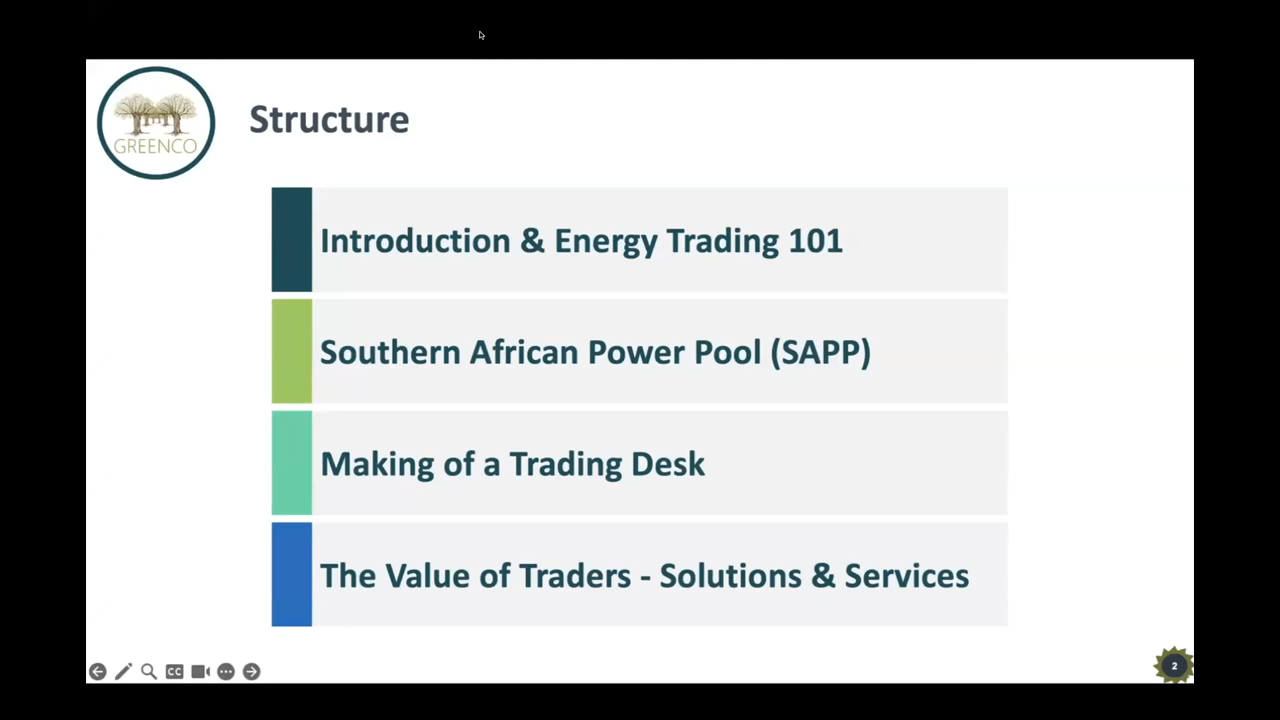 GREENCO
Structure
Introduction & Energy Trading 101
Southern African Power Pool (SAPP)
Making of a Trading Desk
The Value of Traders - Solutions & Services
CC
2